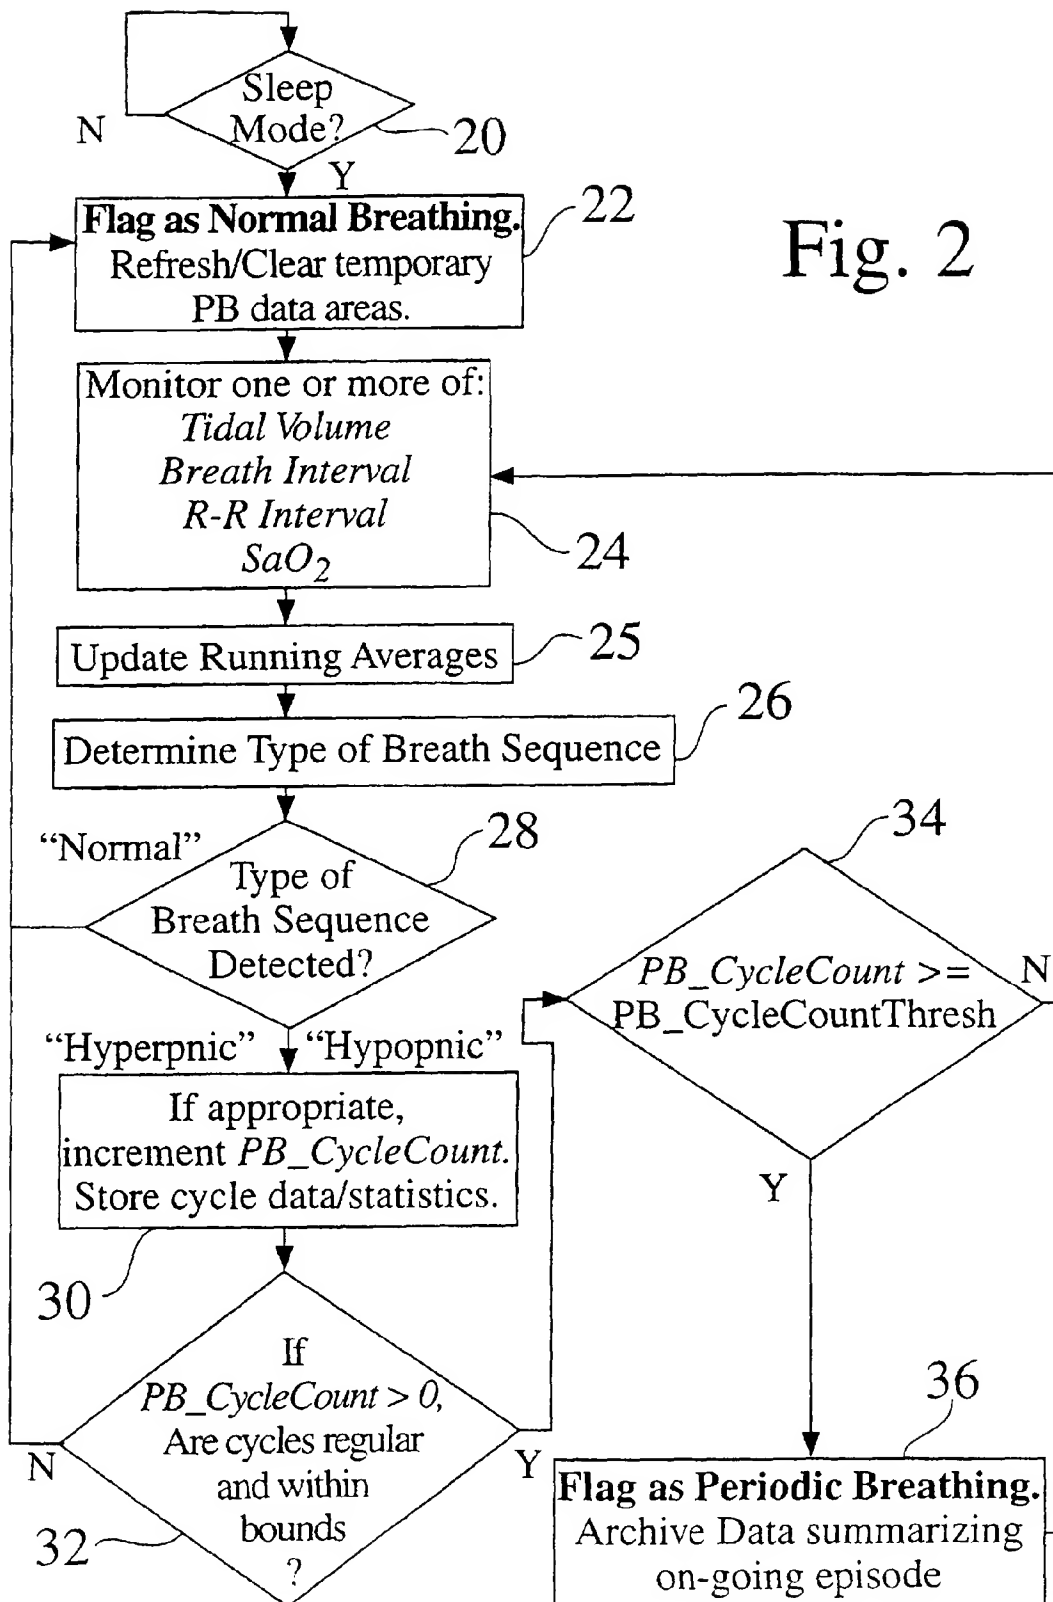 Sleep
Mode?
N
20
Y
Flag as Normal Breathing.
Refresh/Clear temporary
PB data areas.
22
Fig. 2
Monitor one or more of:
Tidal Volume
Breath Interval
R-R Interval
SaO2
24
Update Running Averages
25
Determine Type of Breath Sequence
26
"Normal"
28
Type of
Breath Sequence
Detected?
"Hyperpnic" "Hypopnic"
If appropriate,
increment PB_CycleCount.
Store cycle data/statistics.
30
If
PB_CycleCount > 0,
Are cycles regular
and within
bounds
?
N
Y
32
34
PB_CycleCount >=
PB_CycleCountThresh
N
Y
36
Flag as Periodic Breathing.
Archive Data summarizing
on-going episode